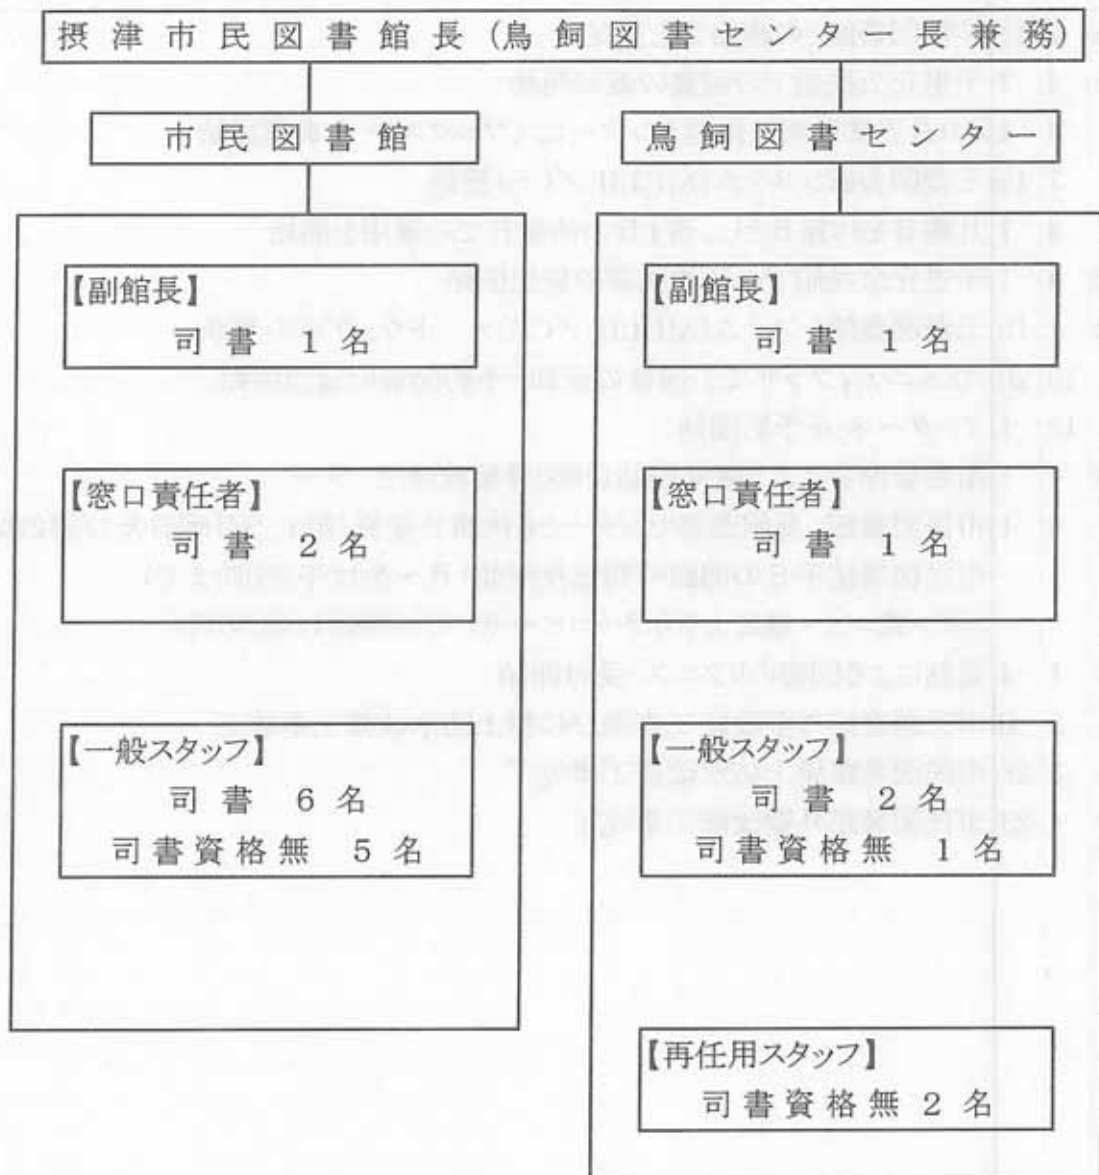 摂津市民図書館長(鳥飼図書センター長兼務)
市民図書館
鳥飼図書センター
【副館長】
司書 1名
【窓口責任者】
司書 2名
【一般スタッフ】
司書 6名
司書資格無 5名
【副館長】
司書 1名
【窓口責任者】
司書 1名
【一般スタッフ】
司書 2名
司書資格無 1名
【再任用スタッフ】
司書資格無 2名